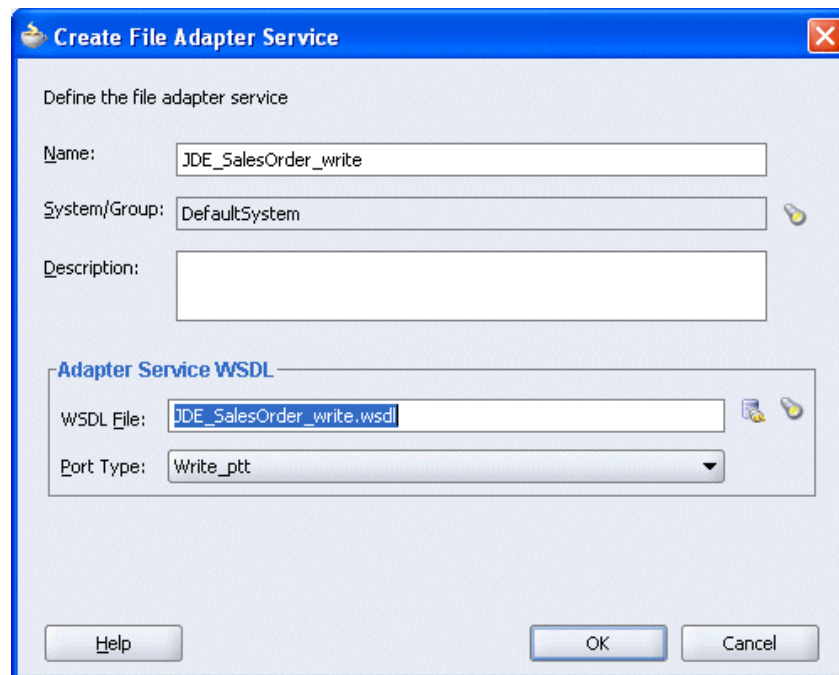 Create File Adapter Service
Define the file adapter service
Name: JDE_SalesOrder_write
System/Group: DefaultSystem
Description:
Adapter Service WSDL
WSDL File: JDE_SalesOrder_write.wsdl
Port Type: Write_ptt
Help OK Cancel